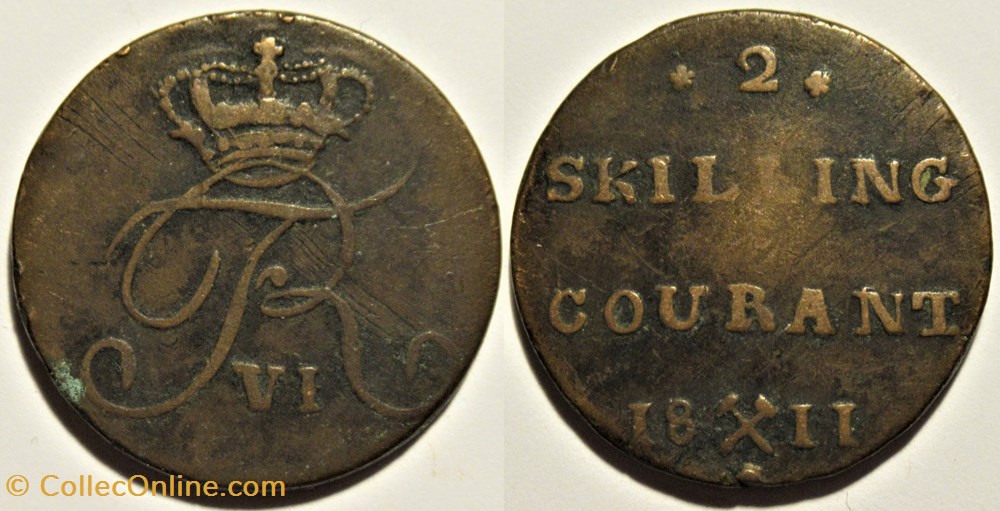 FR
VI
* 2 *
SKILLING
COURANT
18⚒11
© CollecOnline.com